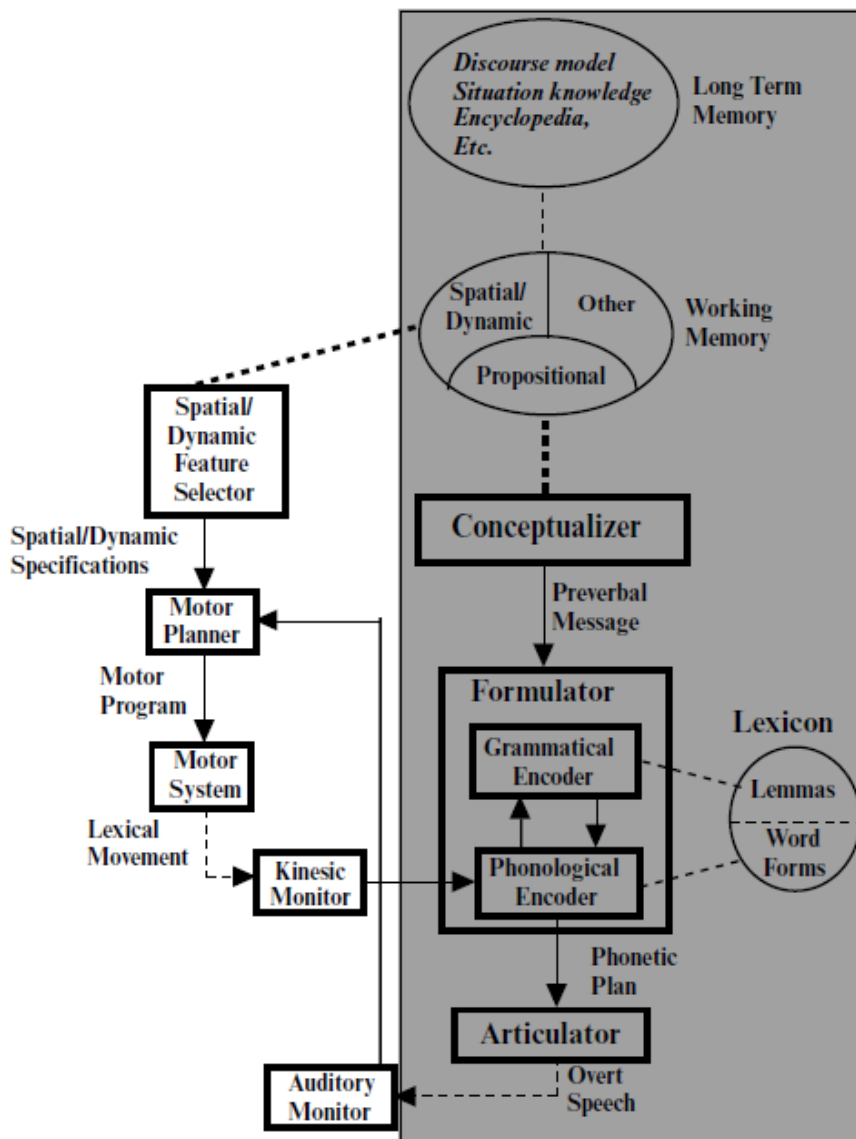 Discourse model
Situation knowledge
Encyclopedia,
Etc.
Long Term
Memory
Spatial/
Dynamic
Other
Propositional
Working
Memory
Spatial/
Dynamic
Feature
Selector
Spatial/Dynamic
Specifications
Conceptualizer
Motor
Planner
Preverbal
Message
Motor
Program
Formulator
Grammatical
Encoder
Lexicon
Lemmas
Word
Forms
Motor
System
Lexical
Movement
Kinesic
Monitor
Phonological
Encoder
Phonetic
Plan
Articulator
Auditory
Monitor
Overt
Speech